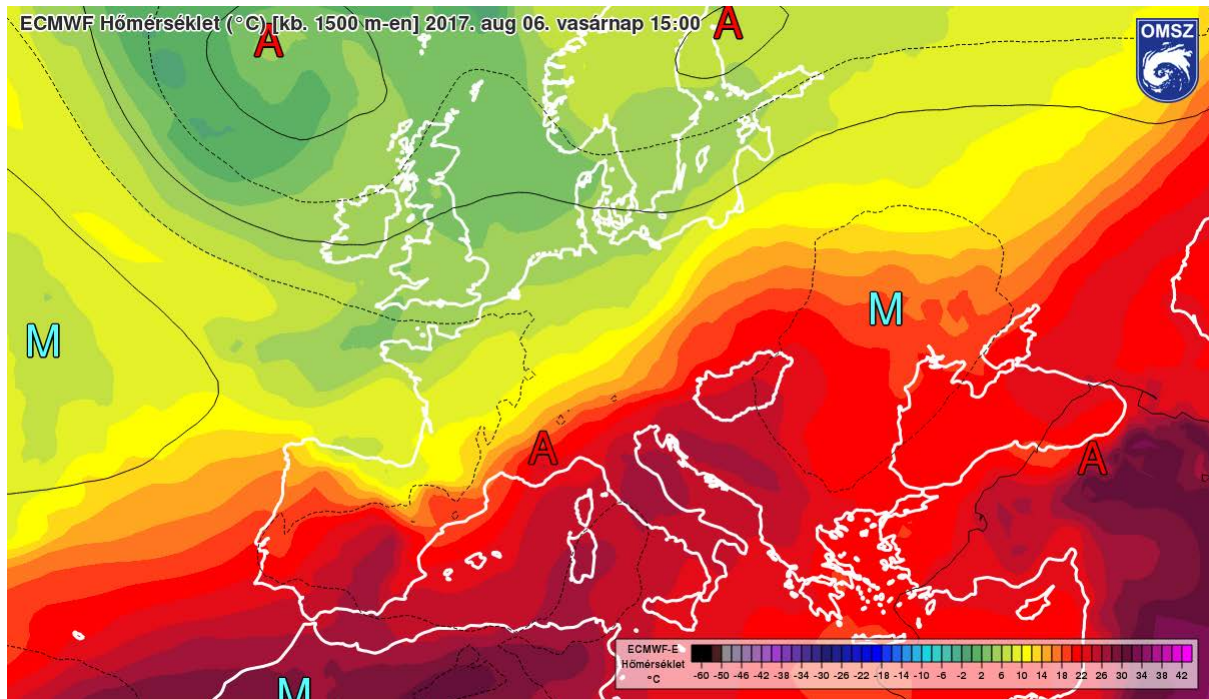 ECMWF Hőmérséklet (°C) [kb. 1500 m-en] 2017. aug 06. vasárnap 15:00
OMSZ
A
A
M
M
A
A
M
ECMWF-E
Hőmérséklet
°C
-60 -50 -46 -42 -38 -34 -30 -26 -22 -18 -14 -10 -8 -6 -2 2 6 10 14 18 22 26 30 34 38 42